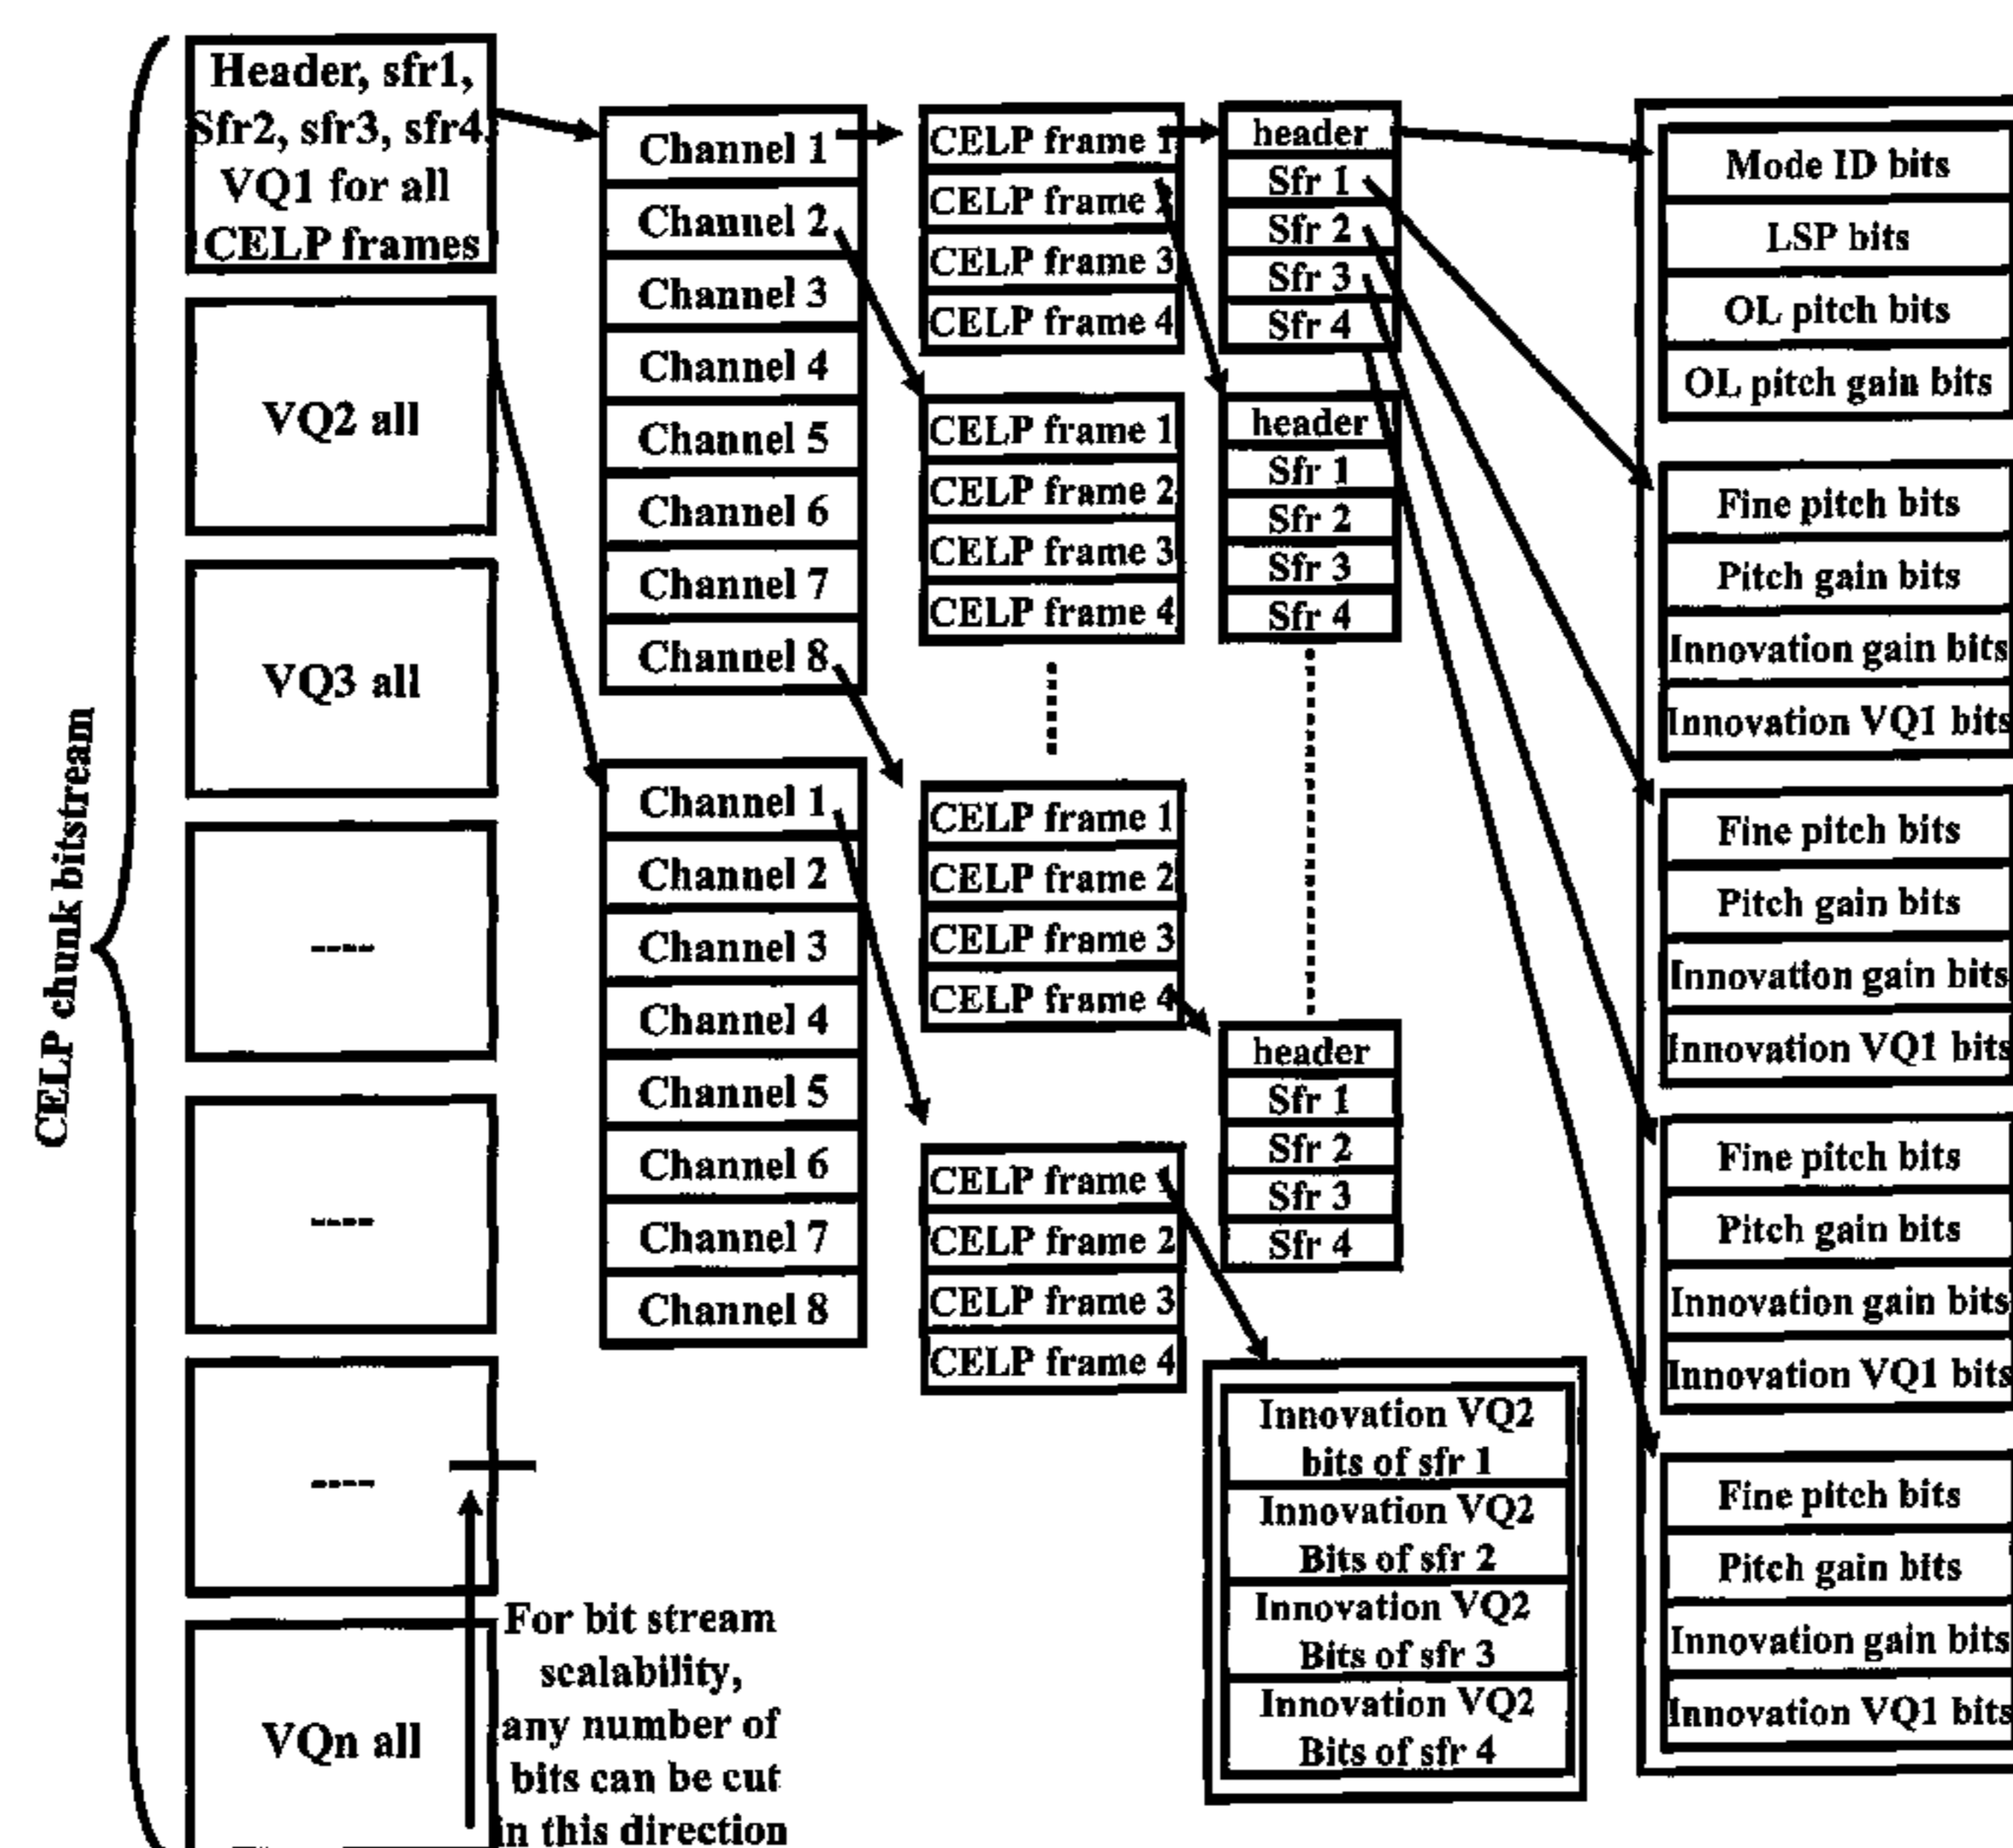 CELP chunk bitstream
Header, sfr1,
Sfr2, sfr3, sfr4,
VQ1 for all
CELP frames
VQ2 all
VQ3 all
----
----
----
VQn all
For bit stream
scalability,
any number of
bits can be cut
in this direction
Channel 1
Channel 2
Channel 3
Channel 4
Channel 5
Channel 6
Channel 7
Channel 8
Channel 1
Channel 2
Channel 3
Channel 4
Channel 5
Channel 6
Channel 7
Channel 8
CELP frame 1
CELP frame 2
CELP frame 3
CELP frame 4
CELP frame 1
CELP frame 2
CELP frame 3
CELP frame 4
CELP frame 1
CELP frame 2
CELP frame 3
CELP frame 4
CELP frame 1
CELP frame 2
CELP frame 3
CELP frame 4
header
Sfr 1
Sfr 2
Sfr 3
Sfr 4
header
Sfr 1
Sfr 2
Sfr 3
Sfr 4
header
Sfr 1
Sfr 2
Sfr 3
Sfr 4
Innovation VQ2
bits of sfr 1
Innovation VQ2
Bits of sfr 2
Innovation VQ2
Bits of sfr 3
Innovation VQ2
Bits of sfr 4
Mode ID bits
LSP bits
OL pitch bits
OL pitch gain bits
Fine pitch bits
Pitch gain bits
Innovation gain bits
Innovation VQ1 bits
Fine pitch bits
Pitch gain bits
Innovation gain bits
Innovation VQ1 bits
Fine pitch bits
Pitch gain bits
Innovation gain bits
Innovation VQ1 bits
Fine pitch bits
Pitch gain bits
Innovation gain bits
Innovation VQ1 bits